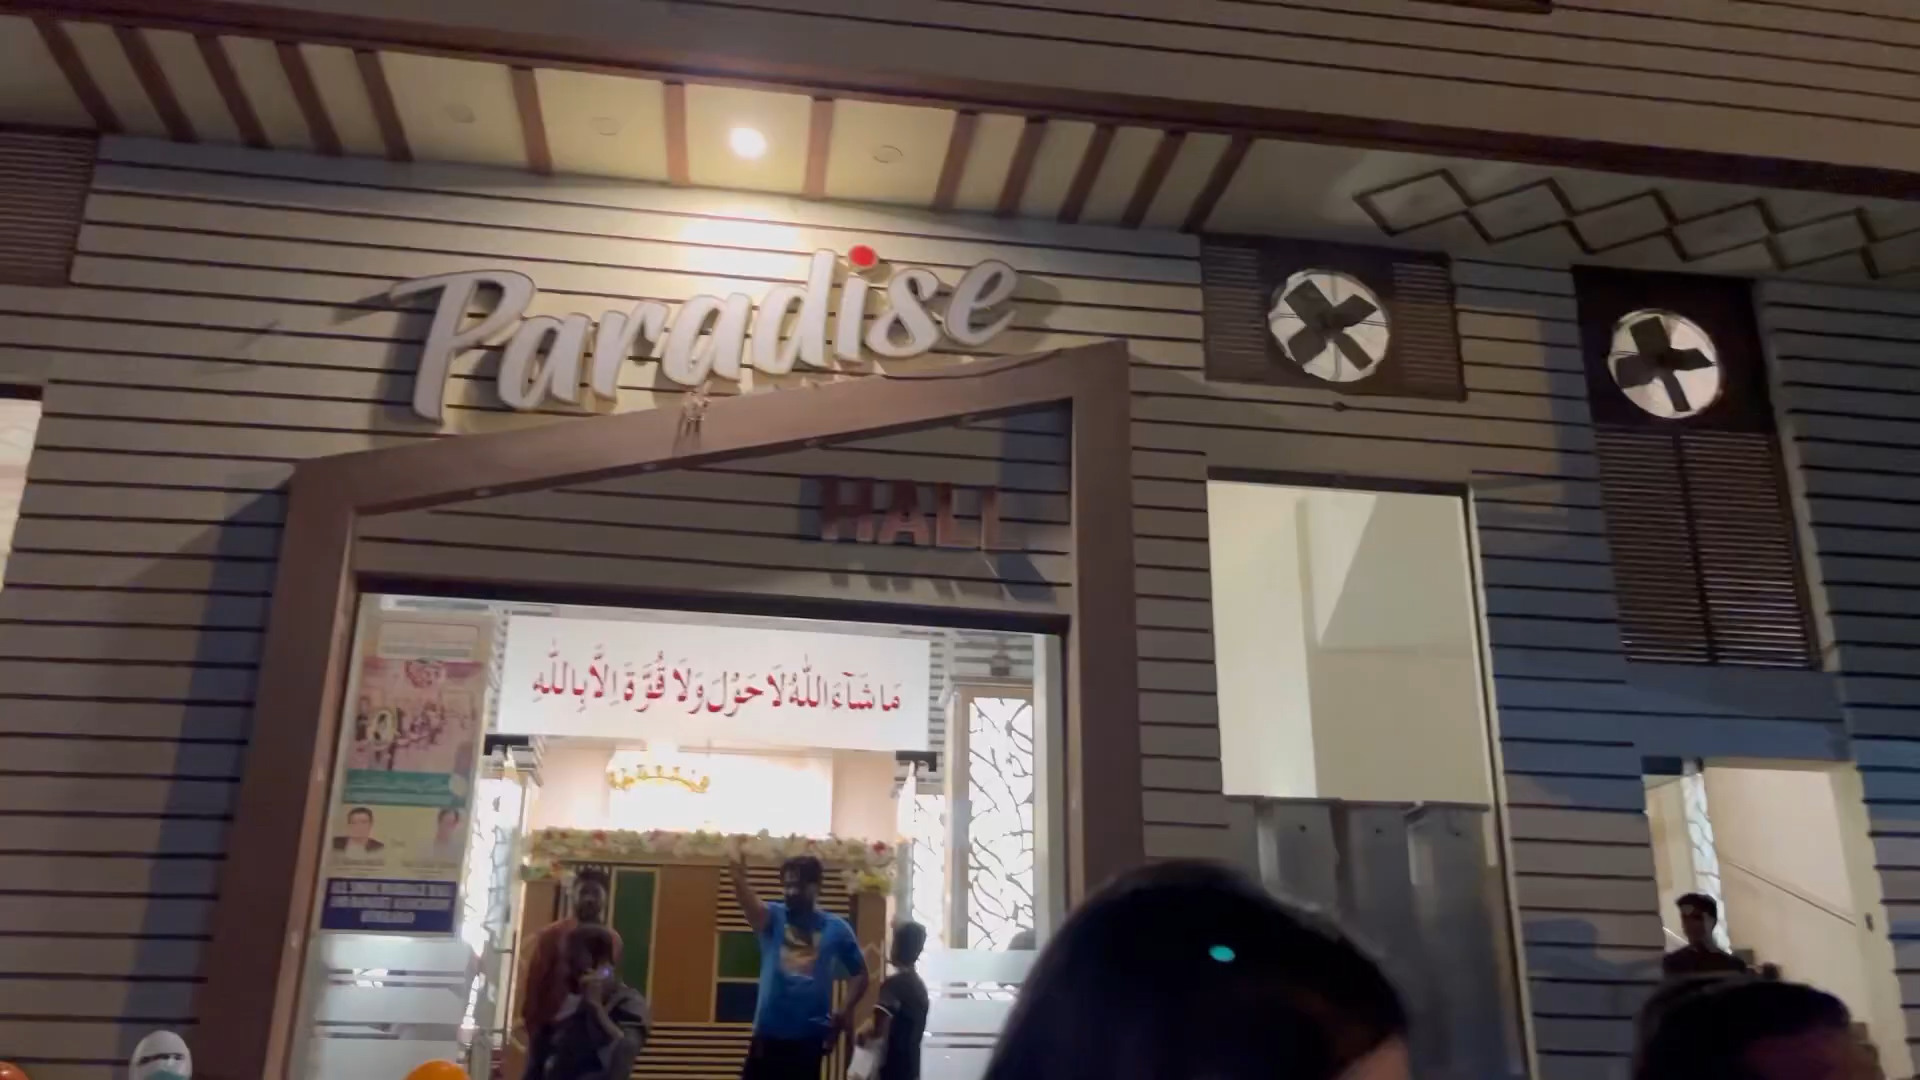 Paradise
HALL
مَا شَآءَ اللّٰهُ لَا حَوْلَ وَلَا قُوَّةَ اِلَّا بِاللّٰهِ